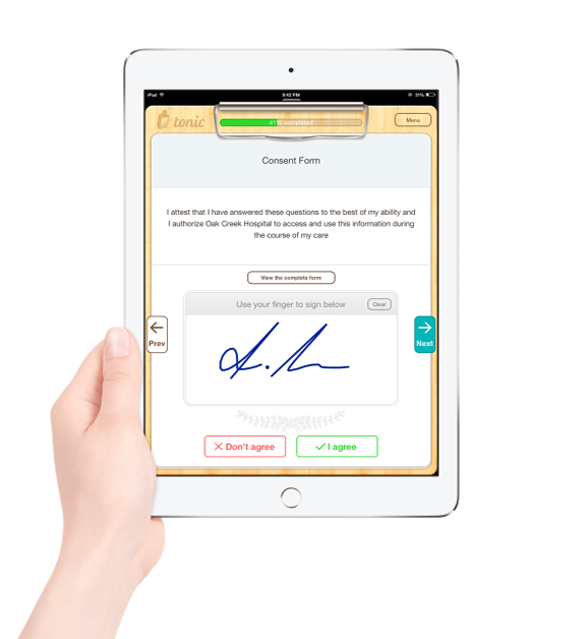 iPad
9:42 PM
31%
tonic
41% completed
Menu
Consent Form
I attest that I have answered these questions to the best of my ability and
I authorize Oak Creek Hospital to access and use this information during
the course of my care
View the complete form
Use your finger to sign below
Clear
Prev
Next
Don't agree
I agree